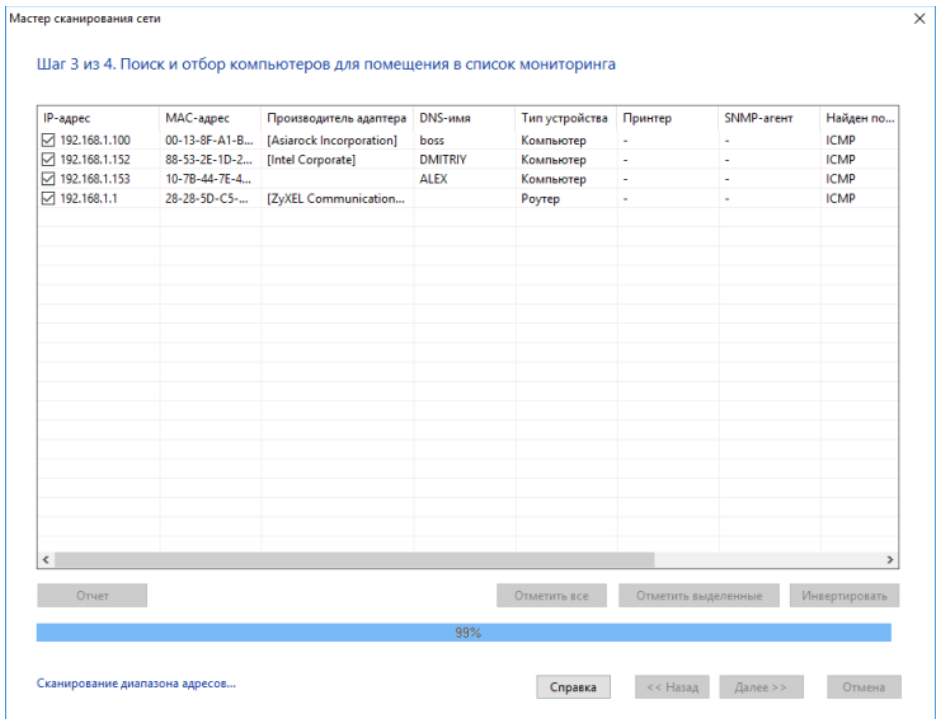 Мастер сканирования сети
Шаг 3 из 4. Поиск и отбор компьютеров для помещения в список мониторинга
IP-адрес MAC-адрес Производитель адаптера DNS-имя Тип устройства Принтер SNMP-агент Найден по...
192.168.1.100 00-13-8F-A1-B... [Asiarock Incorporation] boss Компьютер - - ICMP
192.168.1.152 88-53-2E-1D-2... [Intel Corporate] DMITRIY Компьютер - - ICMP
192.168.1.153 10-7B-44-7E-4... ALEX Компьютер - - ICMP
192.168.1.1 28-28-5D-C5-... [ZyXEL Communication... Роутер - - ICMP
Отчет Отметить все Отметить выделенные Инвертировать
99%
Сканирование диапазона адресов...
Справка << Назад Далее >> Отмена